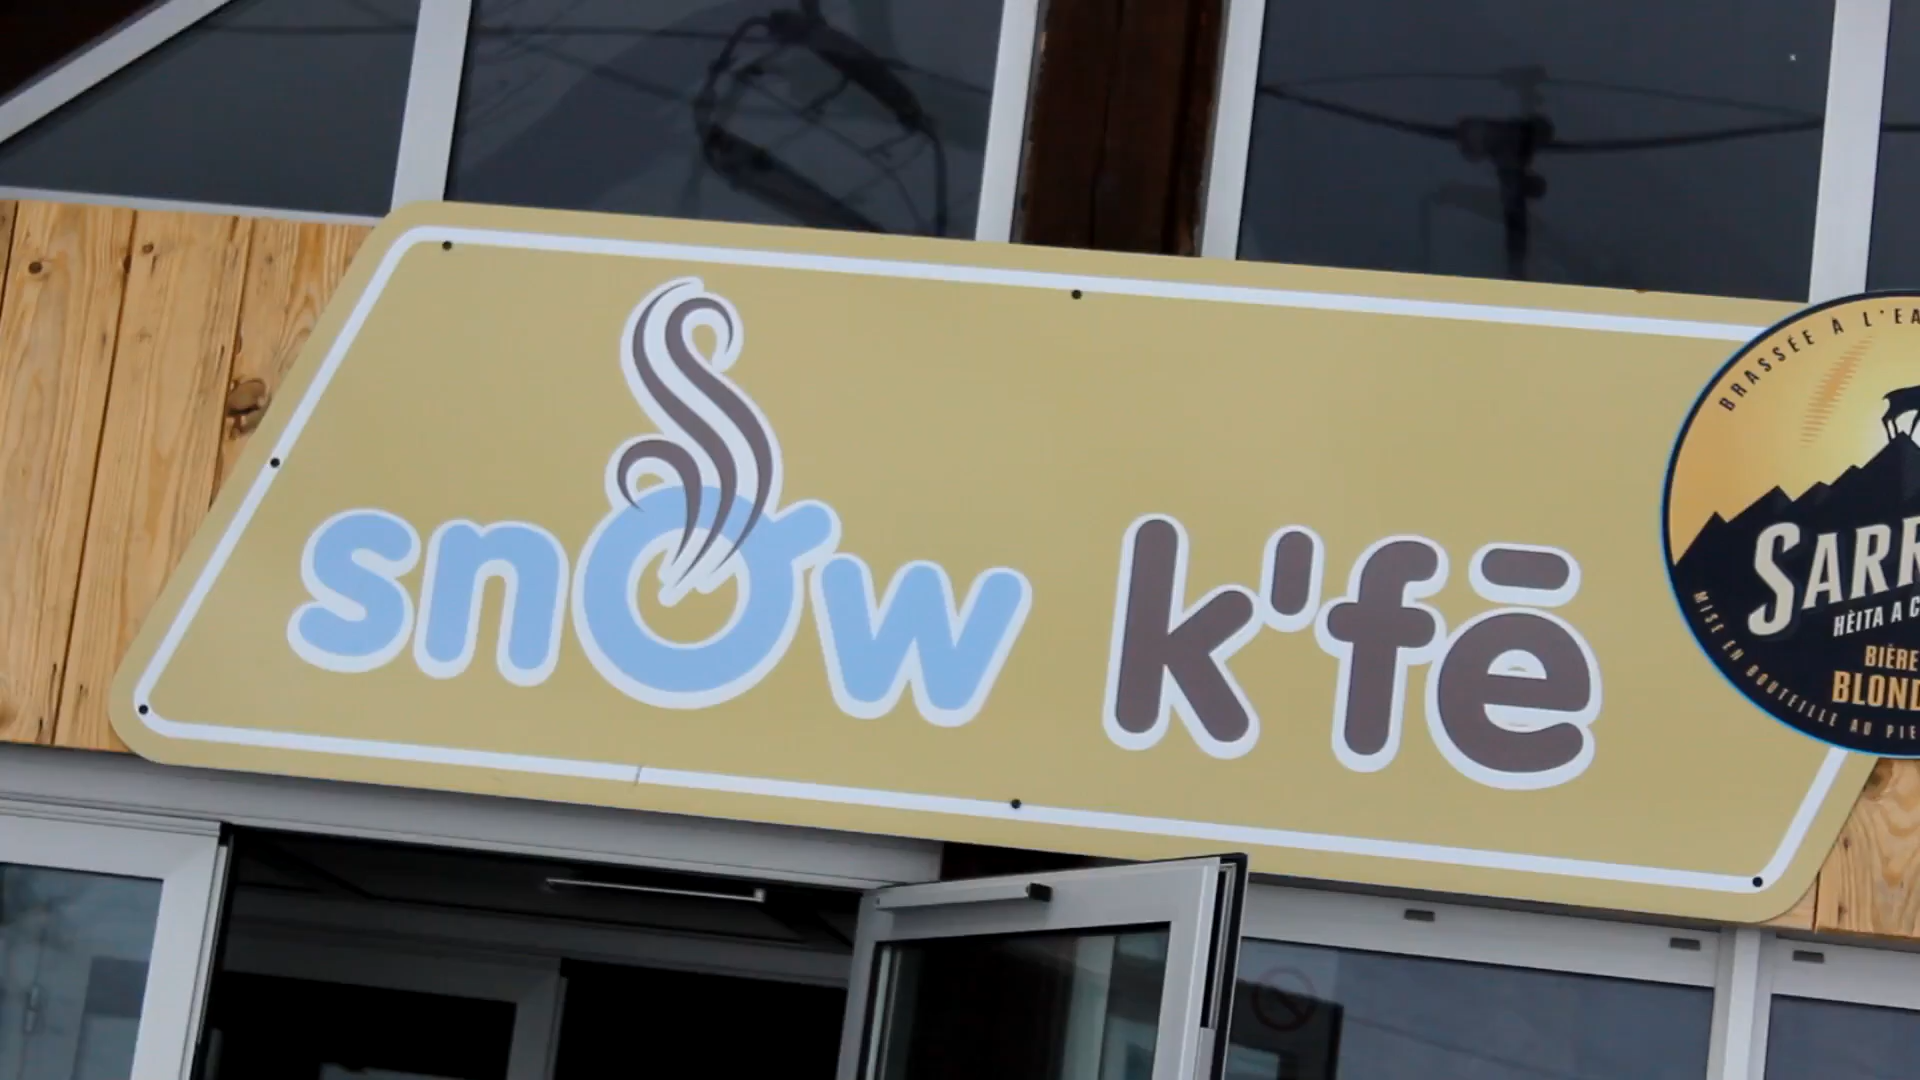 snow k'fē
BRASSÉE À L'EA
SARR
HÈITA A C
BIÈRE
BLOND
MISE EN BOUTEILLE AU PIE